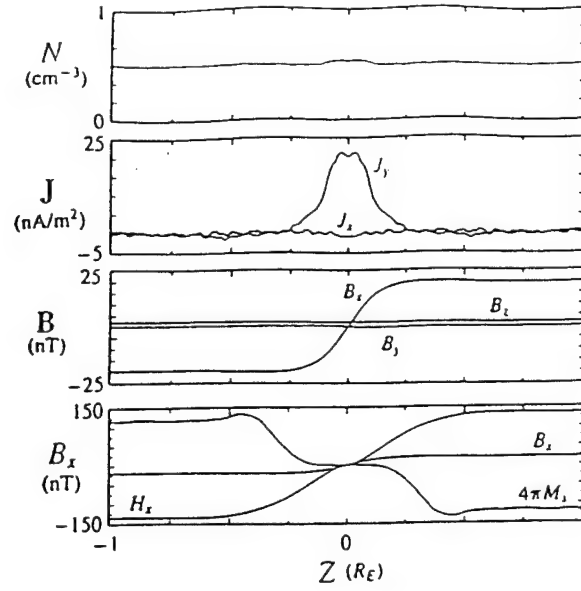 1
N
(cm⁻³)
0
25
J
(nA/m²)
J_y
J_x
-5
25
B
(nT)
B_x
B_z
B_y
-25
150
B_x
(nT)
B_x
H_x
4πM_x
-150
-1
0
Z (R_E)